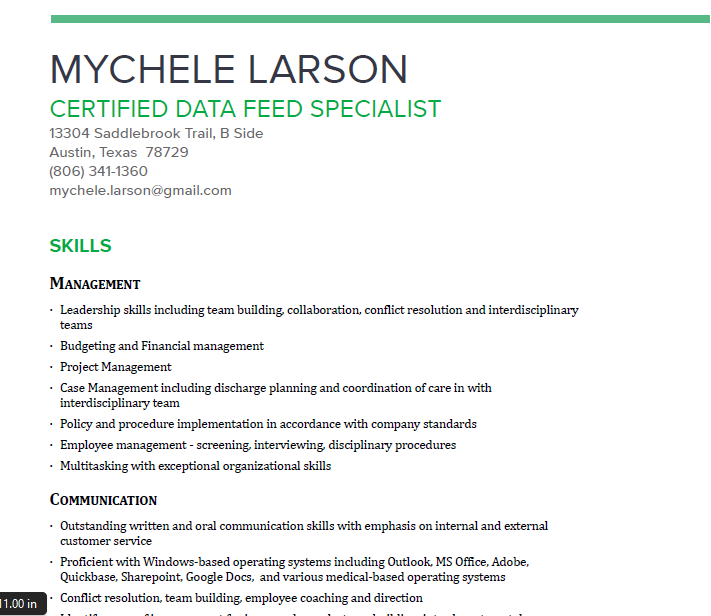 MYCHELE LARSON
CERTIFIED DATA FEED SPECIALIST
13304 Saddlebrook Trail, B Side
Austin, Texas  78729
(806) 341-1360
mychele.larson@gmail.com
SKILLS
MANAGEMENT
· Leadership skills including team building, collaboration, conflict resolution and interdisciplinary
teams
· Budgeting and Financial management
· Project Management
· Case Management including discharge planning and coordination of care in with
interdisciplinary team
· Policy and procedure implementation in accordance with company standards
· Employee management - screening, interviewing, disciplinary procedures
· Multitasking with exceptional organizational skills
COMMUNICATION
· Outstanding written and oral communication skills with emphasis on internal and external
customer service
· Proficient with Windows-based operating systems including Outlook, MS Office, Adobe,
Quickbase, Sharepoint, Google Docs,  and various medical-based operating systems
· Conflict resolution, team building, employee coaching and direction
11.00 in